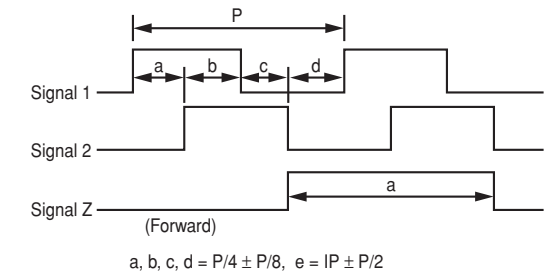 P
a b c d
Signal 1
Signal 2
a
Signal Z
(Forward)
a, b, c, d = P/4 ± P/8, e = IP ± P/2